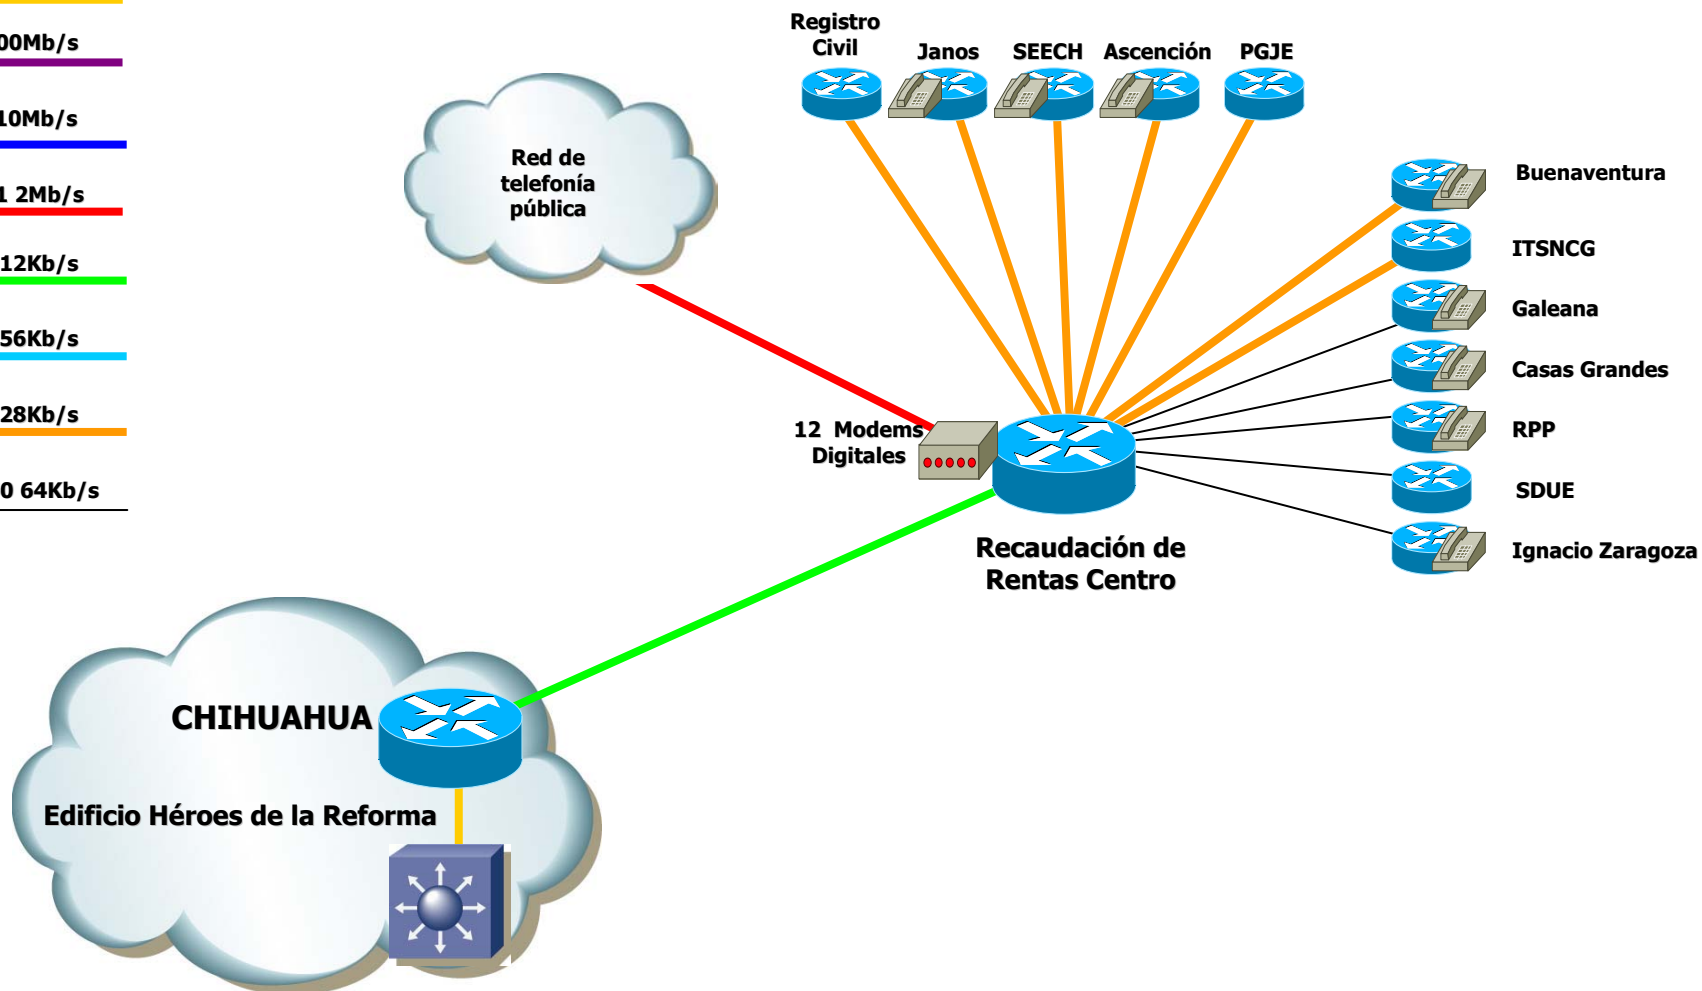 00Mb/s
10Mb/s
1 2Mb/s
12Kb/s
56Kb/s
28Kb/s
0 64Kb/s
Red de
telefonía
pública
Registro
Civil
Janos
SEECH
Ascención
PGJE
Buenaventura
ITSNCG
Galeana
Casas Grandes
RPP
SDUE
Ignacio Zaragoza
12 Modems
Digitales
Recaudación de
Rentas Centro
CHIHUAHUA
Edificio Héroes de la Reforma